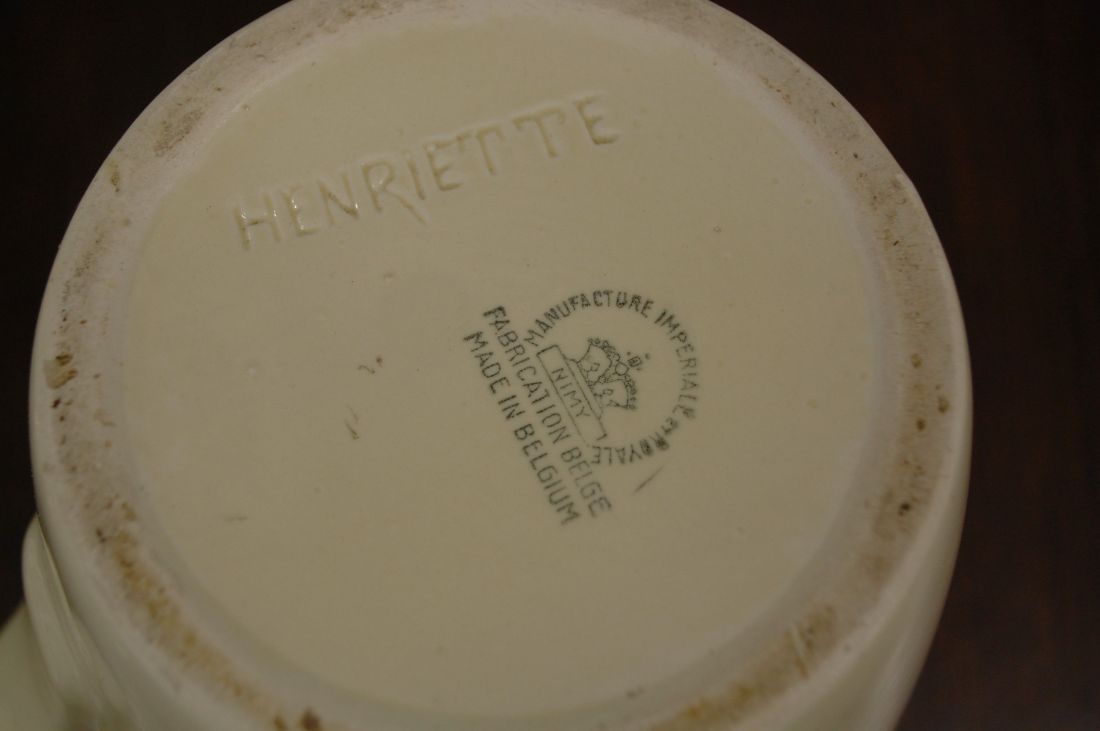 HENRIETTE
MANUFACTURE IMPERIALE ET ROYALE
NIMY
FABRICATION BELGE
MADE IN BELGIUM